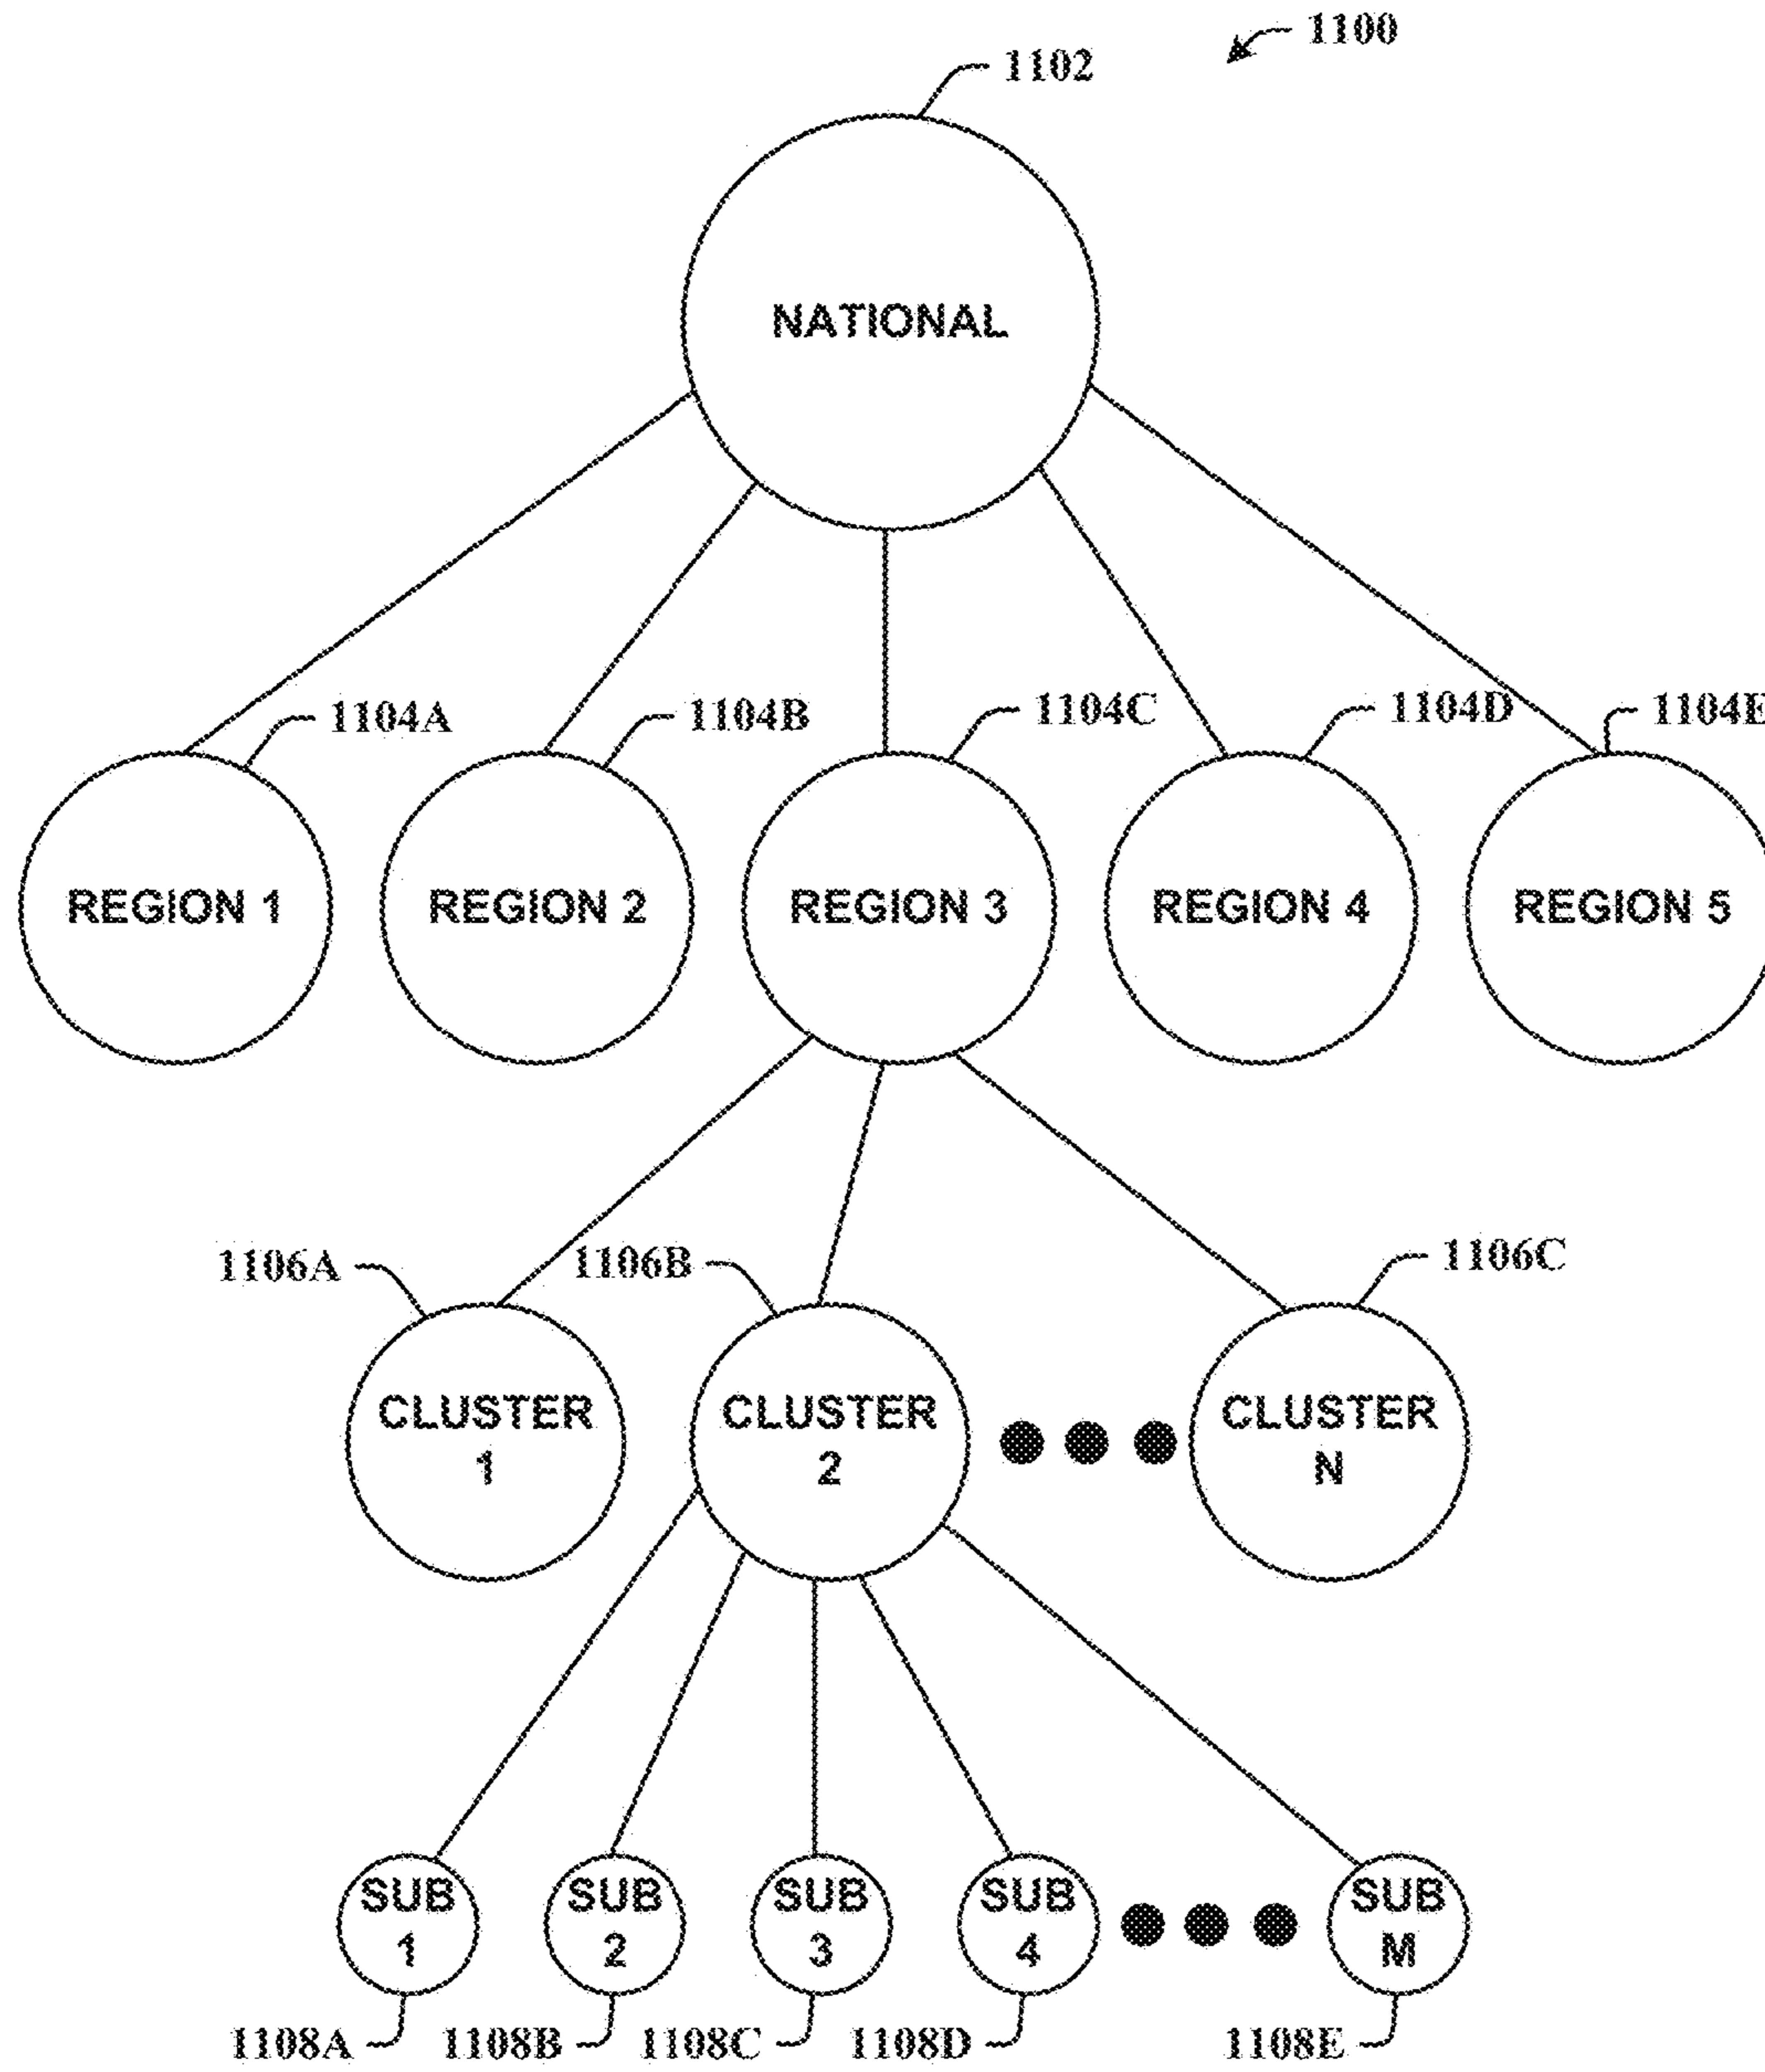 1100
1102
NATIONAL
1104A
1104B
1104C
1104D
1104E
REGION 1
REGION 2
REGION 3
REGION 4
REGION 5
1106A
1106B
1106C
CLUSTER
1
CLUSTER
2
CLUSTER
N
SUB
1
SUB
2
SUB
3
SUB
4
SUB
M
1108A
1108B
1108C
1108D
1108E